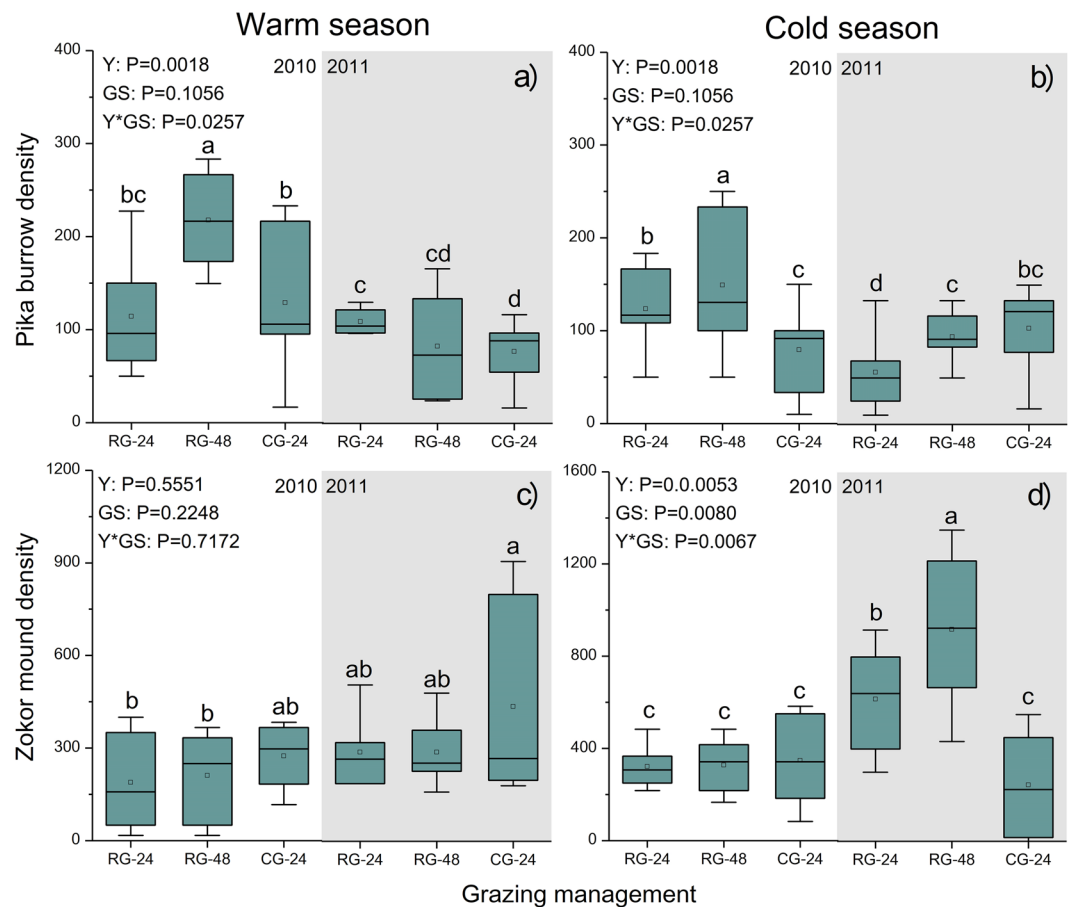 Warm season
Cold season
Pika burrow density
400
300
200
100
0
Y: P=0.0018
GS: P=0.1056
Y*GS: P=0.0257
2010
2011
a)
bc
a
b
c
cd
d
RG-24
RG-48
CG-24
RG-24
RG-48
CG-24
400
300
200
100
0
Y: P=0.0018
GS: P=0.1056
Y*GS: P=0.0257
2010
2011
b)
b
a
c
d
c
bc
RG-24
RG-48
CG-24
RG-24
RG-48
CG-24
Zokor mound density
1200
900
600
300
0
Y: P=0.5551
GS: P=0.2248
Y*GS: P=0.7172
2010
2011
c)
b
b
ab
ab
ab
a
RG-24
RG-48
CG-24
RG-24
RG-48
CG-24
1600
1200
800
400
0
Y: P=0.0.0053
GS: P=0.0080
Y*GS: P=0.0067
2010
2011
d)
c
c
c
b
a
c
RG-24
RG-48
CG-24
RG-24
RG-48
CG-24
Grazing management